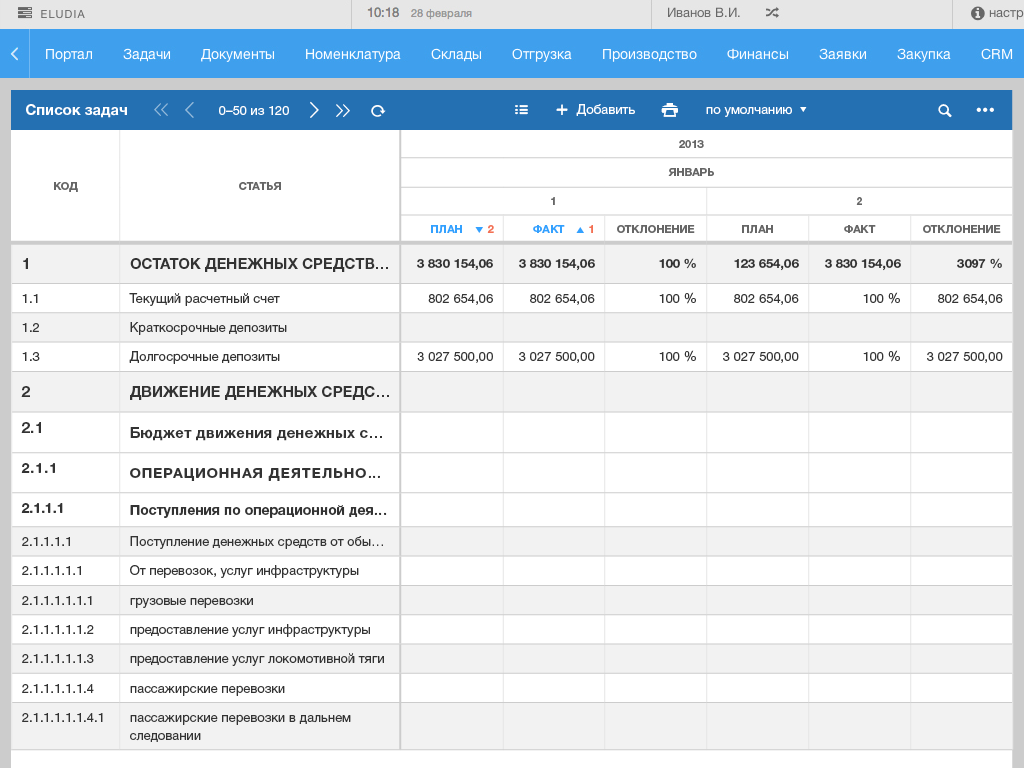 ELUDIA 10:18 28 февраля Иванов В.И. настр
Портал Задачи Документы Номенклатура Склады Отгрузка Производство Финансы Заявки Закупка CRM
Список задач 0–50 из 120 Добавить по умолчанию
2013
ЯНВАРЬ
КОД СТАТЬЯ
1 2
ПЛАН 2 ФАКТ 1 ОТКЛОНЕНИЕ ПЛАН ФАКТ ОТКЛОНЕНИЕ
1 ОСТАТОК ДЕНЕЖНЫХ СРЕДСТВ... 3 830 154,06 3 830 154,06 100 % 123 654,06 3 830 154,06 3097 %
1.1 Текущий расчетный счет 802 654,06 802 654,06 100 % 802 654,06 100 % 802 654,06
1.2 Краткосрочные депозиты
1.3 Долгосрочные депозиты 3 027 500,00 3 027 500,00 100 % 3 027 500,00 100 % 3 027 500,00
2 ДВИЖЕНИЕ ДЕНЕЖНЫХ СРЕДС...
2.1 Бюджет движения денежных с...
2.1.1 ОПЕРАЦИОННАЯ ДЕЯТЕЛЬНО...
2.1.1.1 Поступления по операционной дея...
2.1.1.1.1 Поступление денежных средств от обы...
2.1.1.1.1.1 От перевозок, услуг инфраструктуры
2.1.1.1.1.1.1 грузовые перевозки
2.1.1.1.1.1.2 предоставление услуг инфраструктуры
2.1.1.1.1.1.3 предоставление услуг локомотивной тяги
2.1.1.1.1.1.4 пассажирские перевозки
2.1.1.1.1.1.4.1 пассажирские перевозки в дальнем
следовании